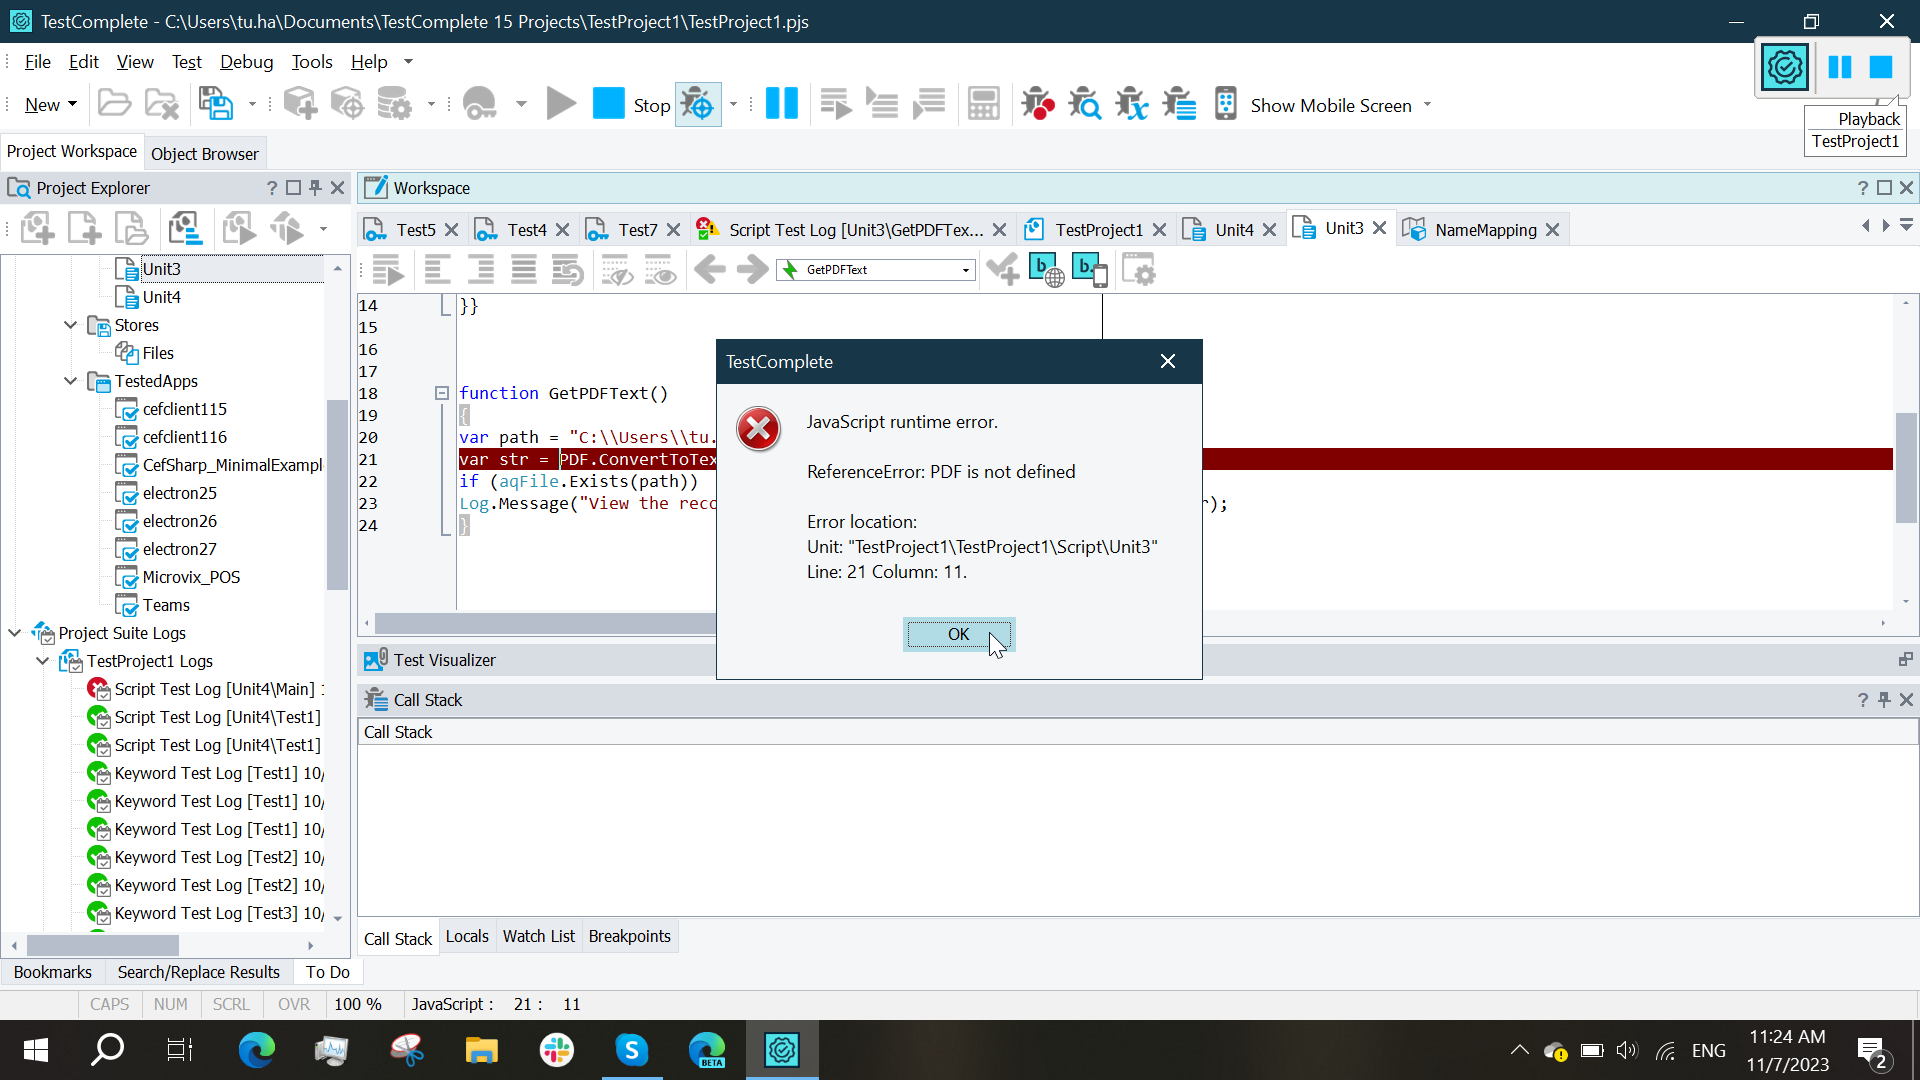 TestComplete - C:\Users\tu.ha\Documents\TestComplete 15 Projects\TestProject1\TestProject1.pjs
File Edit View Test Debug Tools Help
New Stop Show Mobile Screen
Playback
TestProject1
Project Workspace Object Browser
Project Explorer
Workspace
Test5 Test4 Test7 Script Test Log [Unit3\GetPDFTex... TestProject1 Unit4 Unit3 NameMapping
GetPDFText
Unit3
Unit4
Stores
Files
TestedApps
cefclient115
cefclient116
CefSharp_MinimalExampl
electron25
electron26
electron27
Microvix_POS
Teams
Project Suite Logs
TestProject1 Logs
Script Test Log [Unit4\Main] 1
Script Test Log [Unit4\Test1]
Script Test Log [Unit4\Test1]
Keyword Test Log [Test1] 10/
Keyword Test Log [Test1] 10/
Keyword Test Log [Test1] 10/
Keyword Test Log [Test2] 10/
Keyword Test Log [Test2] 10/
Keyword Test Log [Test3] 10/
14 }}
15
16
17
18 function GetPDFText()
19 {
20 var path = "C:\\Users\\tu.
21 var str = PDF.ConvertToTex
22 if (aqFile.Exists(path))
23 Log.Message("View the reco r);
24 }
TestComplete
JavaScript runtime error.
ReferenceError: PDF is not defined
Error location:
Unit: "TestProject1\TestProject1\Script\Unit3"
Line: 21 Column: 11.
OK
Test Visualizer
Call Stack
Call Stack
Call Stack Locals Watch List Breakpoints
Bookmarks Search/Replace Results To Do
CAPS NUM SCRL OVR 100 % JavaScript : 21 : 11
BETA
ENG
11:24 AM
11/7/2023
2